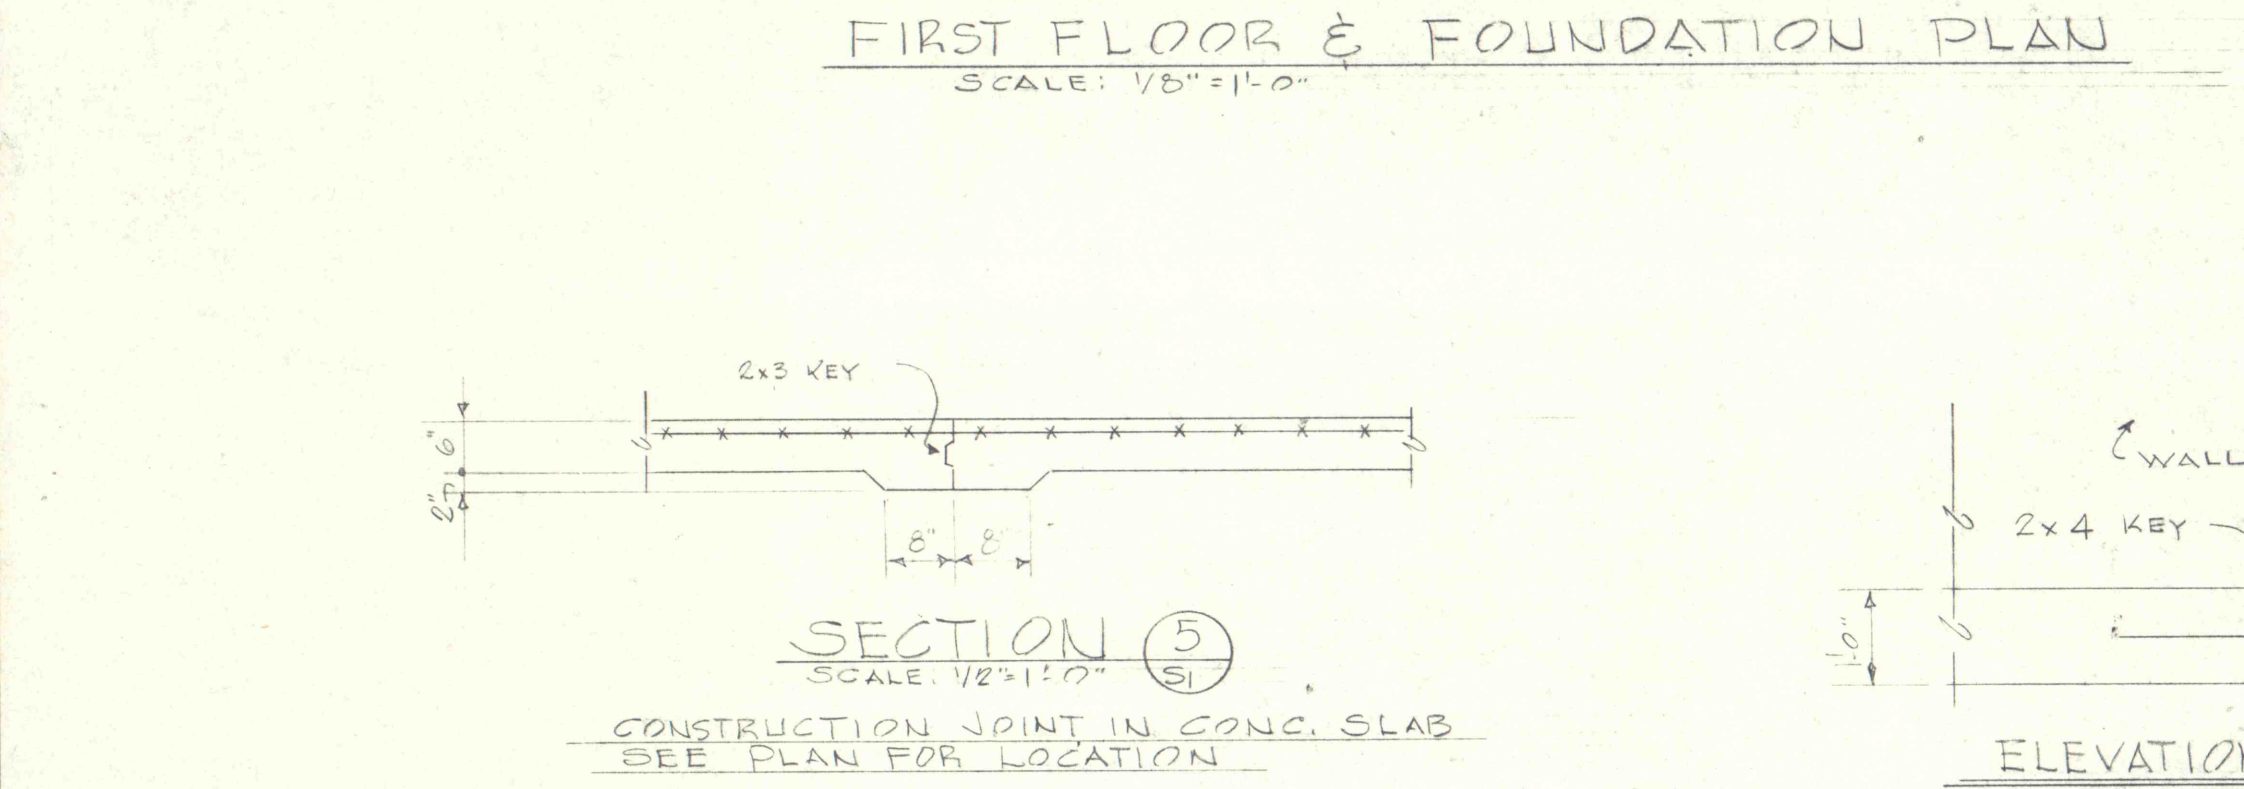 FIRST FLOOR & FOUNDATION PLAN
SCALE: 1/8"=1'-0"
2x3 KEY
6"
2"
8" 8"
SECTION 5
SCALE: 1/2"=1'-0" S1
CONSTRUCTION JOINT IN CONC. SLAB
SEE PLAN FOR LOCATION
WALL
2x4 KEY
1'-0"
ELEVATION